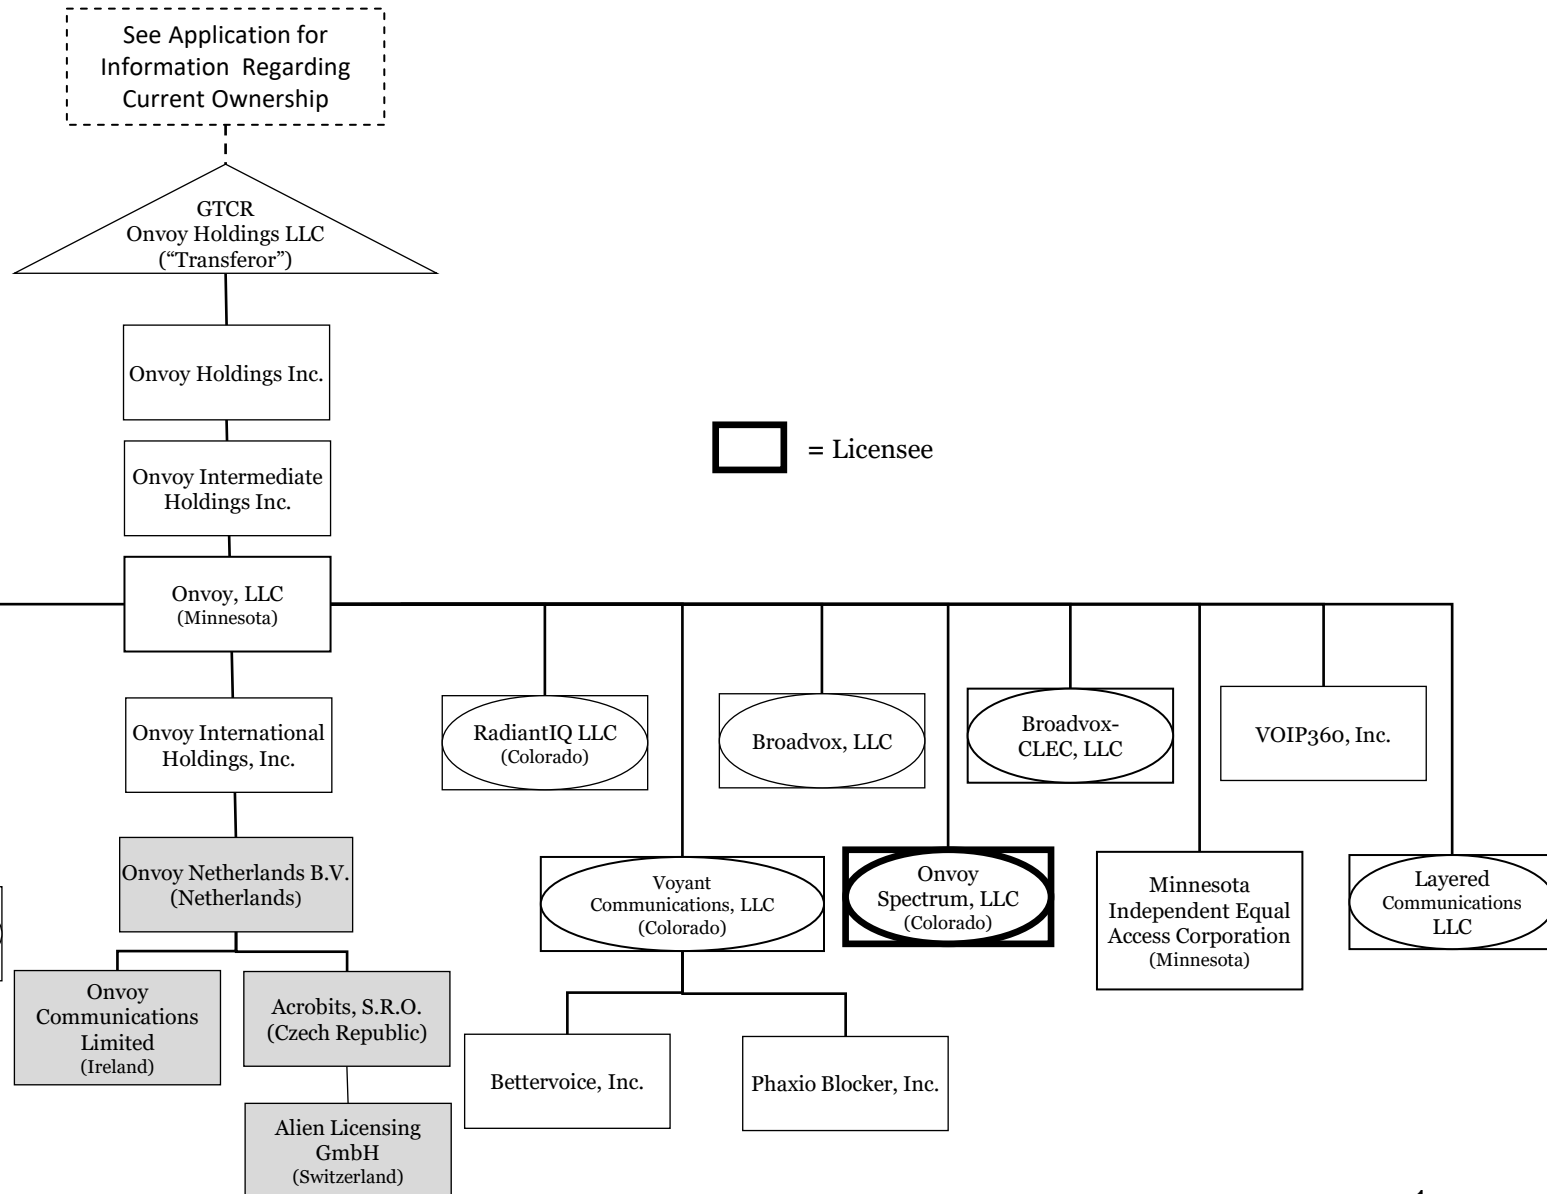 See Application for
Information Regarding
Current Ownership
GTCR
Onvoy Holdings LLC
(“Transferor”)
Onvoy Holdings Inc.
= Licensee
Onvoy Intermediate
Holdings Inc.
Onvoy, LLC
(Minnesota)
Onvoy International
Holdings, Inc.
RadiantIQ LLC
(Colorado)
Broadvox, LLC
Broadvox-
CLEC, LLC
VOIP360, Inc.
Onvoy Netherlands B.V.
(Netherlands)
Voyant
Communications, LLC
(Colorado)
Onvoy
Spectrum, LLC
(Colorado)
Minnesota
Independent Equal
Access Corporation
(Minnesota)
Layered
Communications
LLC
Onvoy
Communications
Limited
(Ireland)
Acrobits, S.R.O.
(Czech Republic)
Bettervoice, Inc.
Phaxio Blocker, Inc.
Alien Licensing
GmbH
(Switzerland)